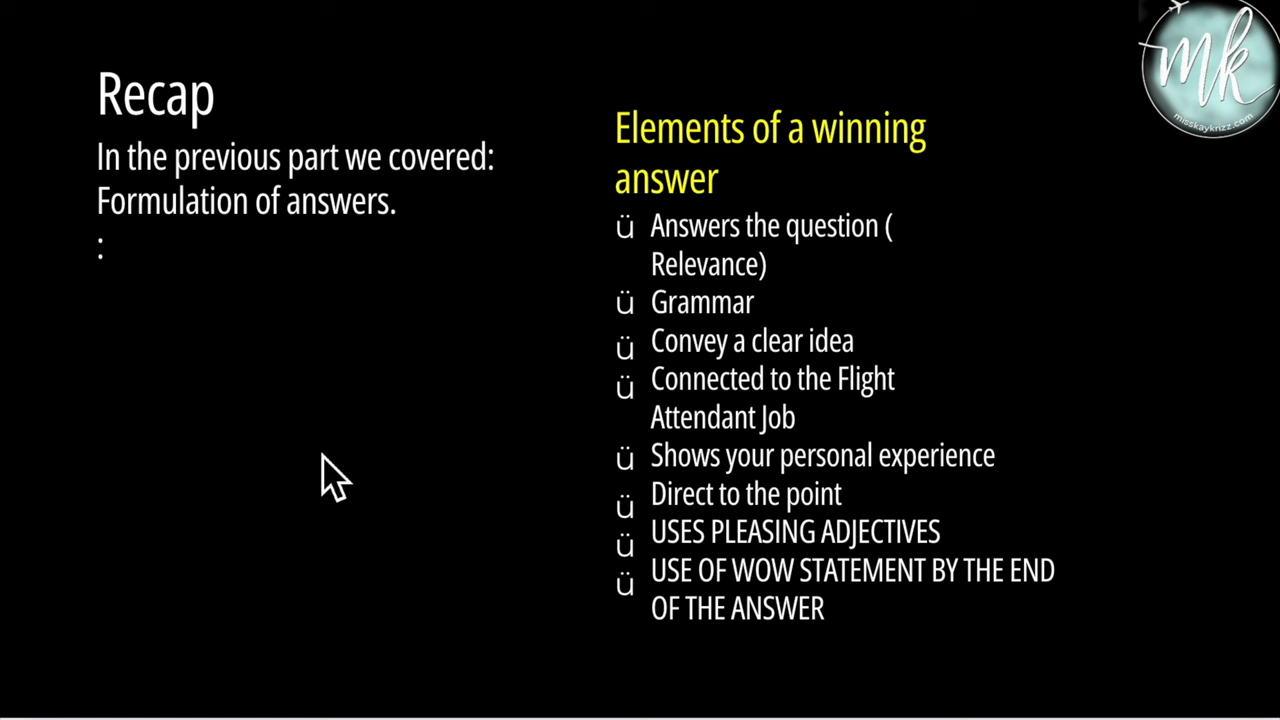 Recap
In the previous part we covered:
Formulation of answers.
:
Elements of a winning
answer
ü Answers the question (
Relevance)
ü Grammar
ü Convey a clear idea
ü Connected to the Flight
Attendant Job
ü Shows your personal experience
ü Direct to the point
ü USES PLEASING ADJECTIVES
ü USE OF WOW STATEMENT BY THE END
OF THE ANSWER
mk
misskaykrizz.com